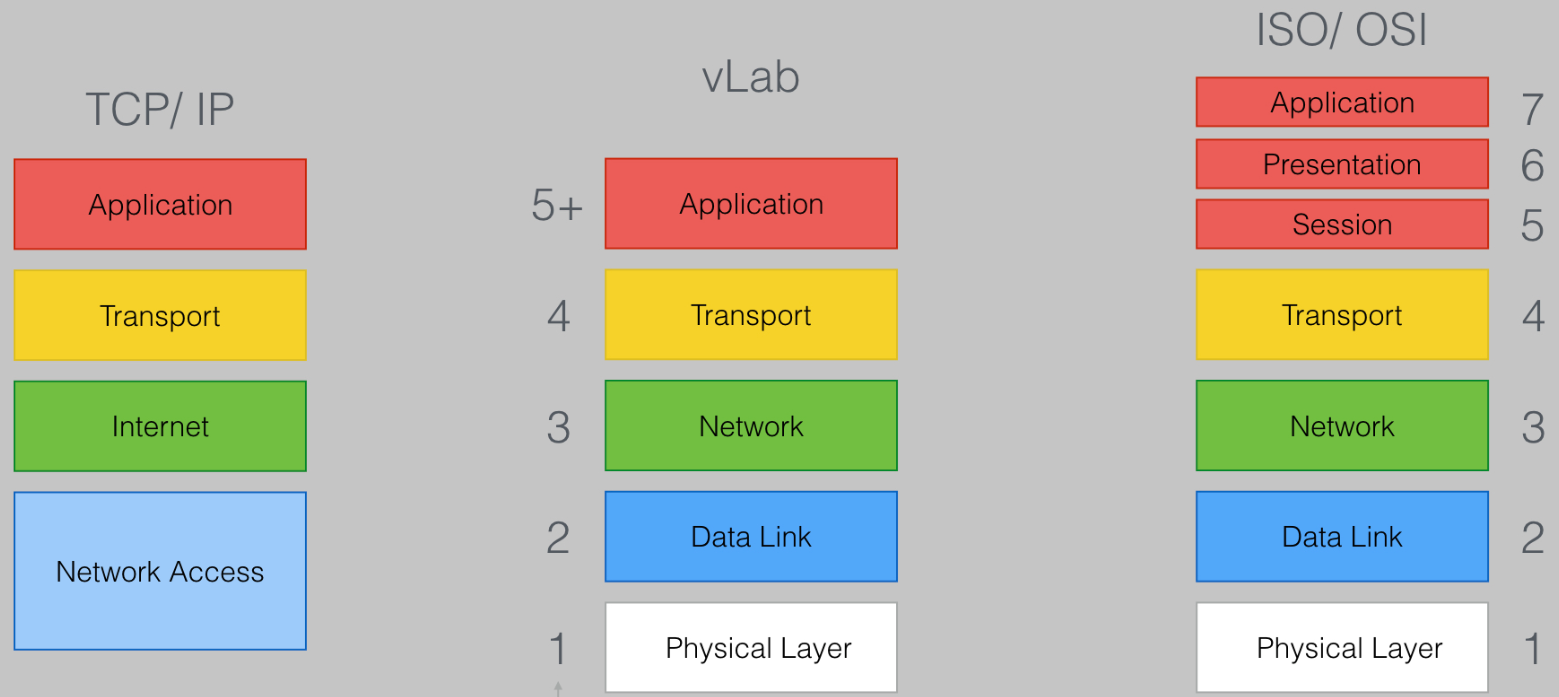 TCP/ IP
Application
Transport
Internet
Network Access
vLab
5+ Application
4 Transport
3 Network
2 Data Link
1 Physical Layer
ISO/ OSI
Application 7
Presentation 6
Session 5
Transport 4
Network 3
Data Link 2
Physical Layer 1